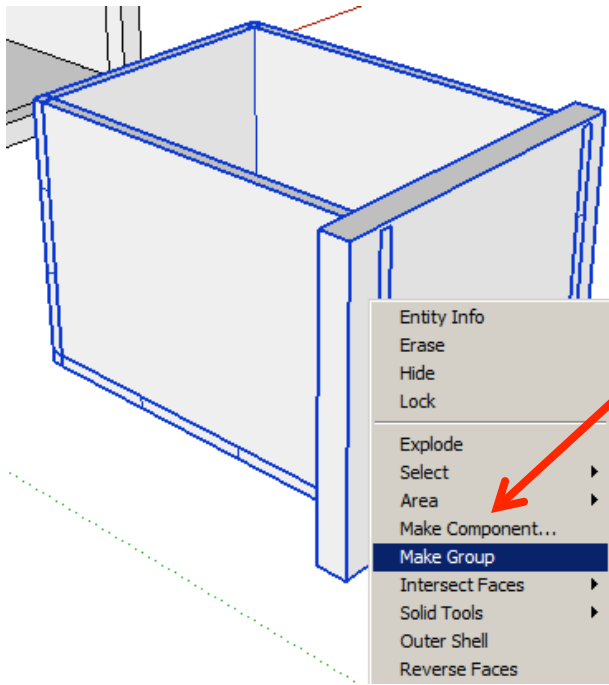 Entity Info
Erase
Hide
Lock
Explode
Select
Area
Make Component...
Make Group
Intersect Faces
Solid Tools
Outer Shell
Reverse Faces